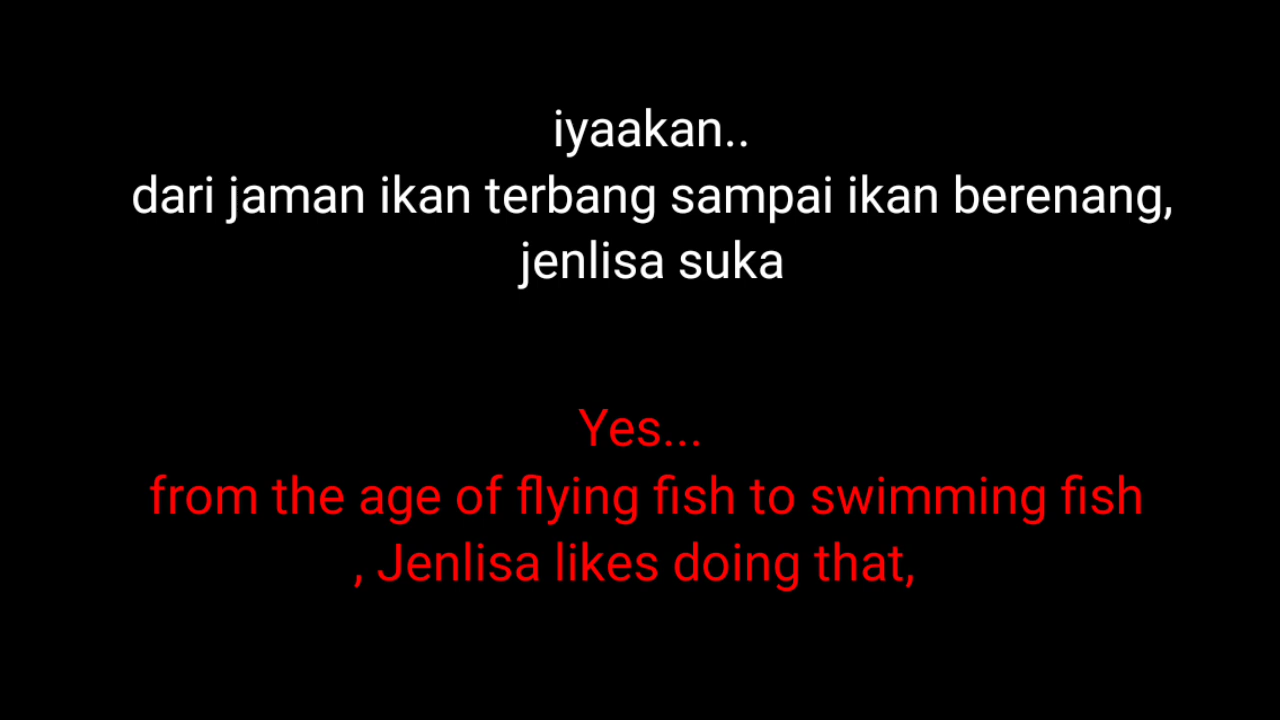 iyaakan..
dari jaman ikan terbang sampai ikan berenang,
jenlisa suka
Yes...
from the age of flying fish to swimming fish
, Jenlisa likes doing that,